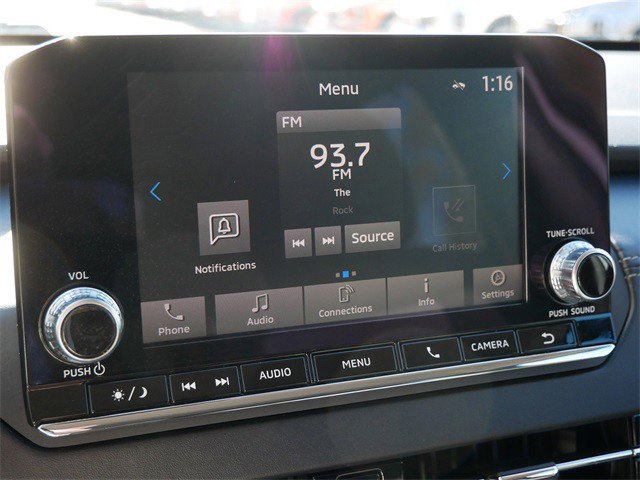 Menu
1:16
FM
93.7
FM
The
Rock
Source
Notifications
Call History
Phone
Audio
Connections
Info
Settings
VOL
PUSH
TUNE·SCROLL
PUSH SOUND
AUDIO
MENU
CAMERA